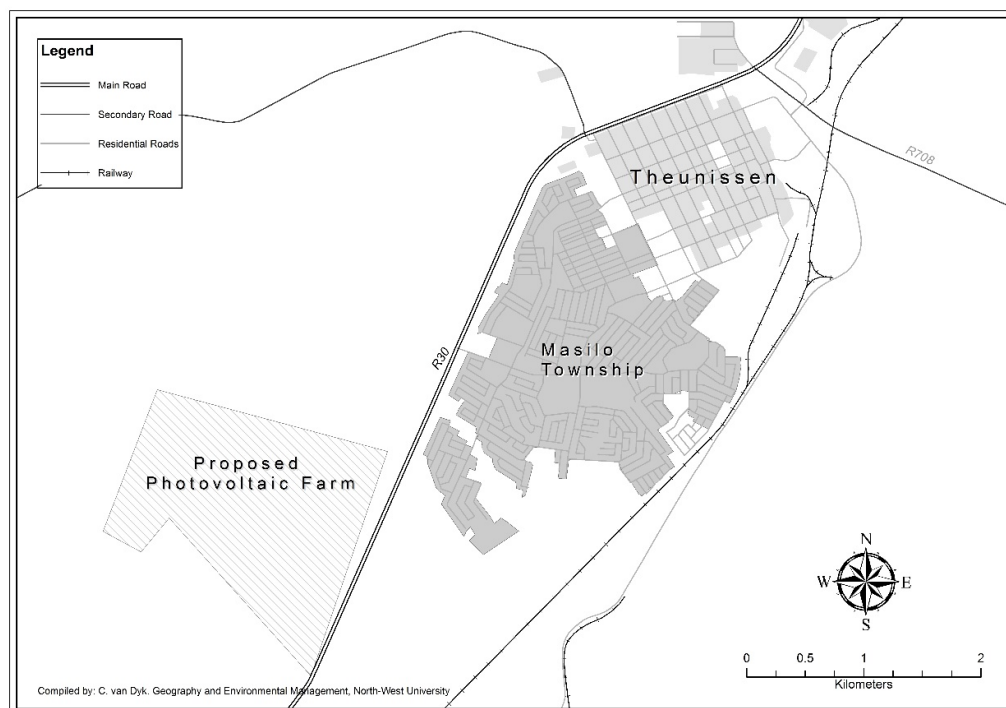 Legend
Main Road
Secondary Road
Residential Roads
Railway
R708
Theunissen
R30
Masilo
Township
Proposed
Photovoltaic Farm
N
W
E
S
0
0.5
1
2
Kilometers
Compiled by: C. van Dyk. Geography and Environmental Management, North-West University